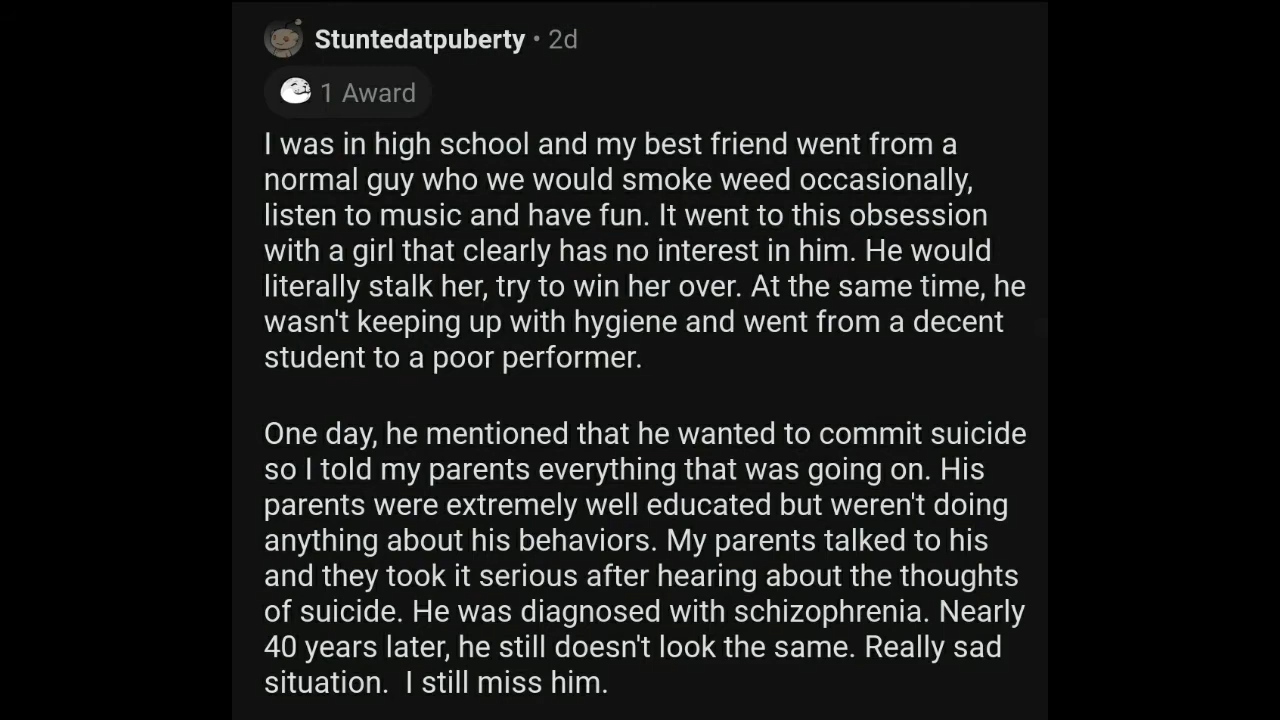 Stuntedatpuberty • 2d
1 Award
I was in high school and my best friend went from a
normal guy who we would smoke weed occasionally,
listen to music and have fun. It went to this obsession
with a girl that clearly has no interest in him. He would
literally stalk her, try to win her over. At the same time, he
wasn't keeping up with hygiene and went from a decent
student to a poor performer.
One day, he mentioned that he wanted to commit suicide
so I told my parents everything that was going on. His
parents were extremely well educated but weren't doing
anything about his behaviors. My parents talked to his
and they took it serious after hearing about the thoughts
of suicide. He was diagnosed with schizophrenia. Nearly
40 years later, he still doesn't look the same. Really sad
situation.  I still miss him.